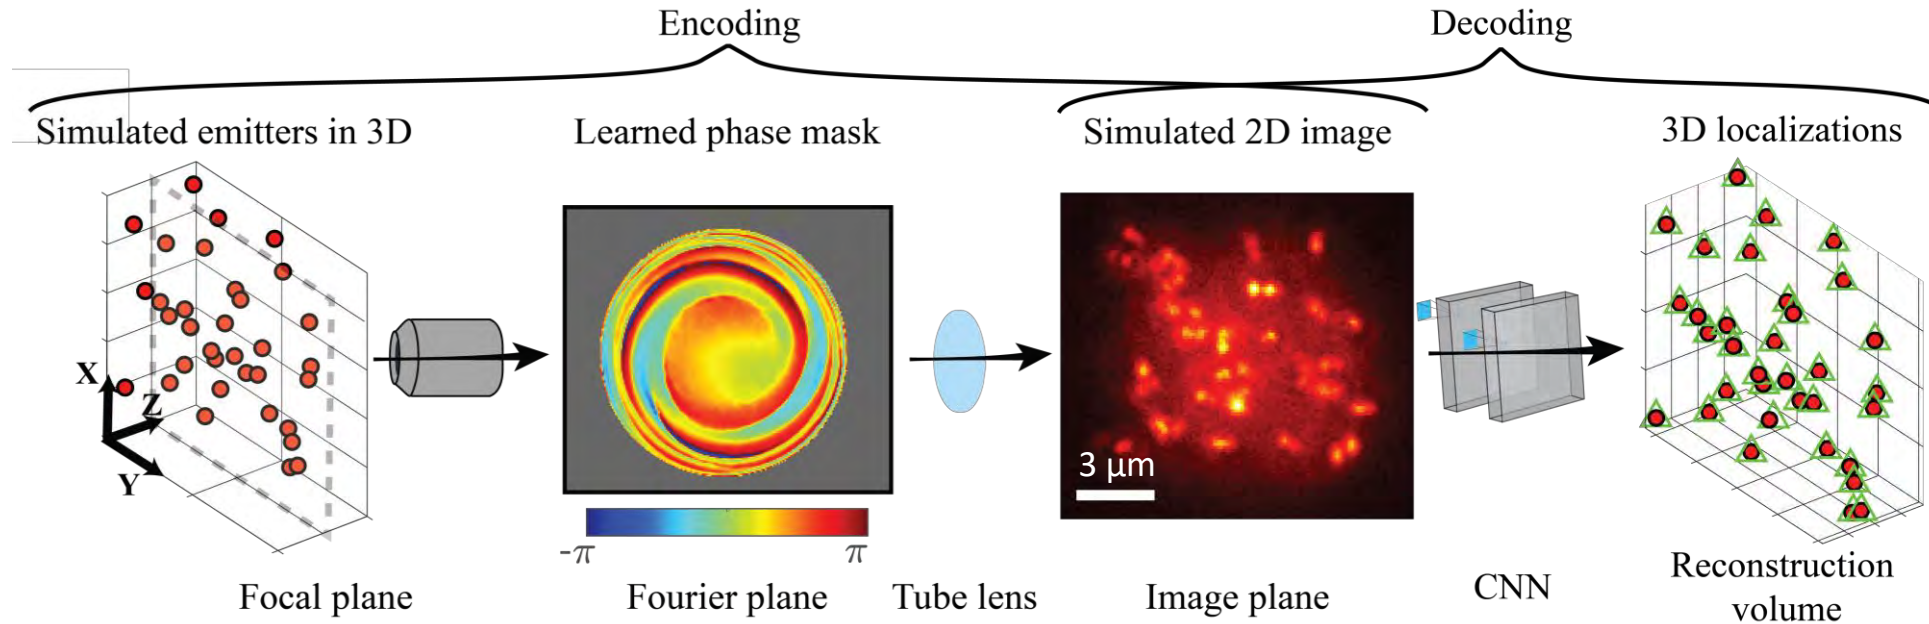 Encoding
Decoding
Simulated emitters in 3D
Learned phase mask
Simulated 2D image
3D localizations
X
Z
Y
3 μm
-π
π
Focal plane
Fourier plane
Tube lens
Image plane
CNN
Reconstruction
volume